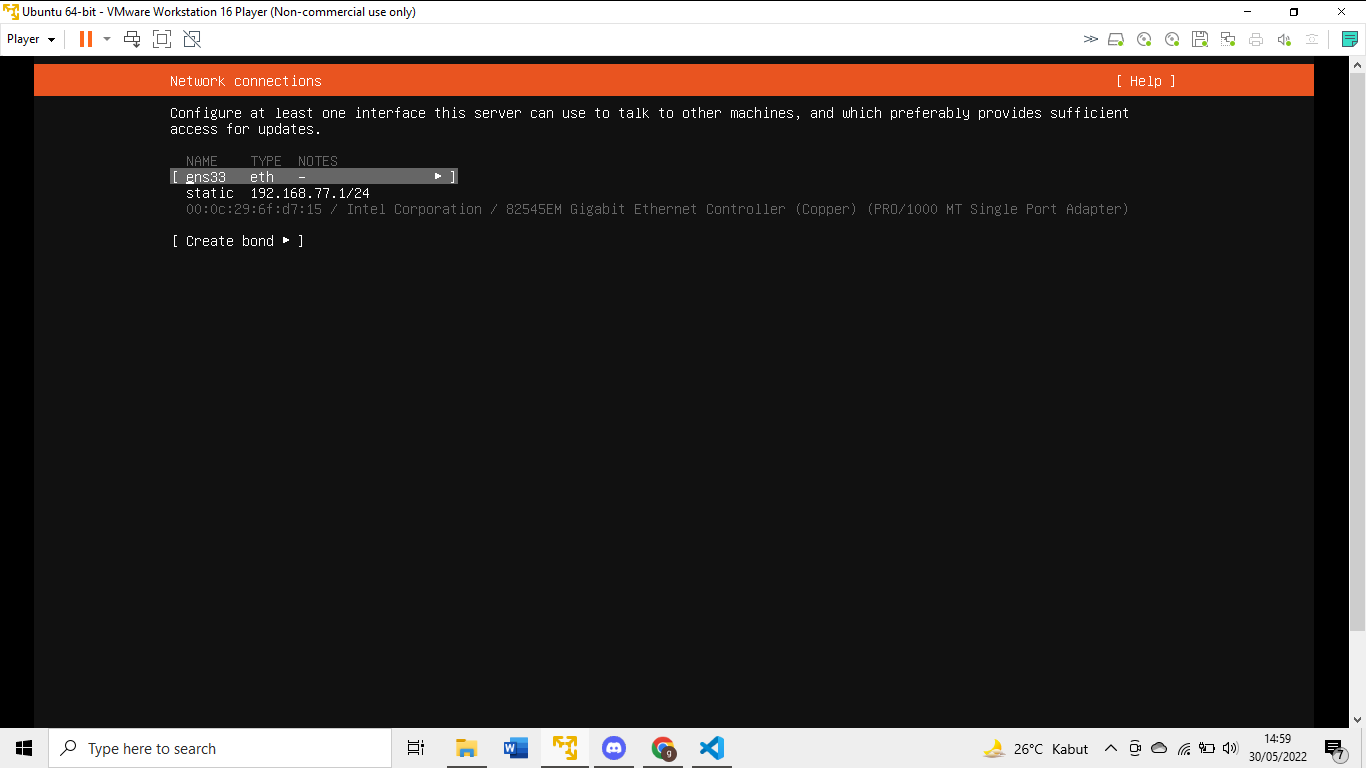 Ubuntu 64-bit - VMware Workstation 16 Player (Non-commercial use only)
Player
Network connections [ Help ]
Configure at least one interface this server can use to talk to other machines, and which preferably provides sufficient
access for updates.
NAME TYPE NOTES
[ ens33 eth – ▸ ]
static 192.168.77.1/24
00:0c:29:6f:d7:15 / Intel Corporation / 82545EM Gigabit Ethernet Controller (Copper) (PRO/1000 MT Single Port Adapter)
[ Create bond ▸ ]
Type here to search
26°C Kabut
14:59
30/05/2022
7